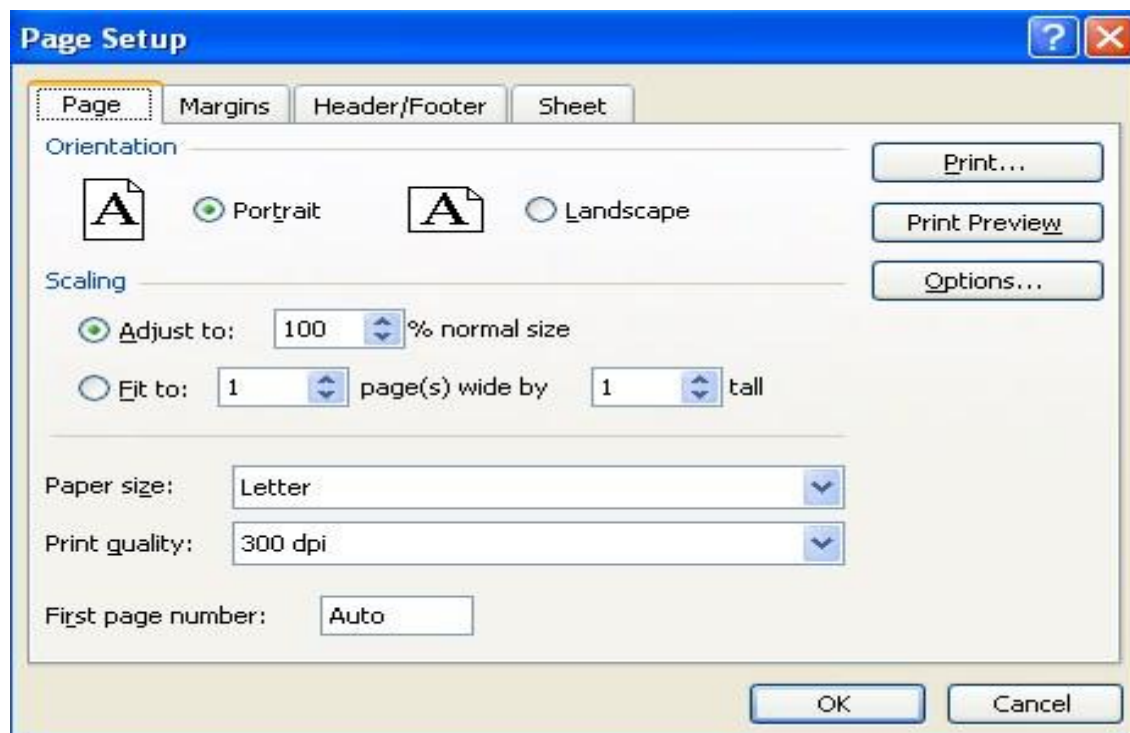 Page Setup
Page Margins Header/Footer Sheet
Orientation
A Portrait A Landscape
Print...
Print Preview
Options...
Scaling
Adjust to: 100 % normal size
Fit to: 1 page(s) wide by 1 tall
Paper size: Letter
Print quality: 300 dpi
First page number: Auto
OK Cancel